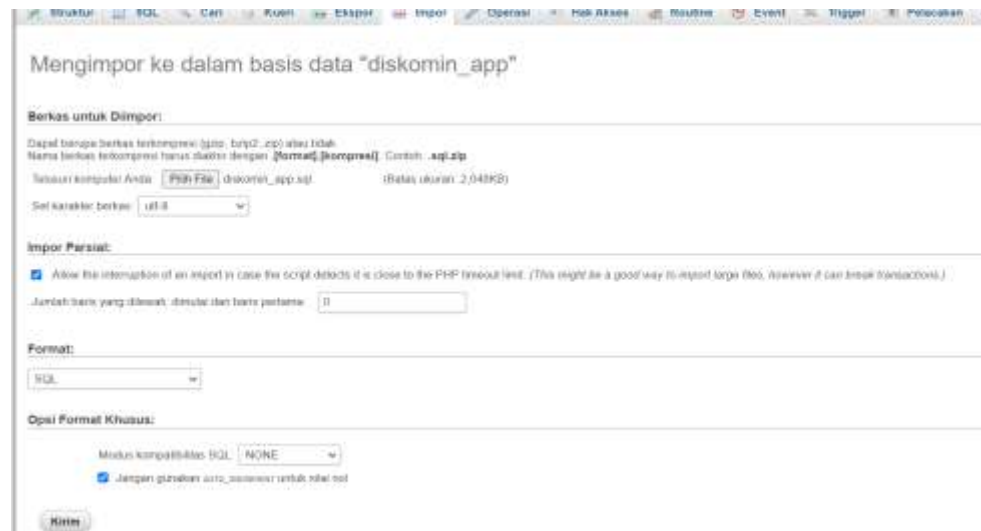 Struktur SQL Cari Kueri Ekspor Impor Operasi Hak Akses Routine Event Trigger Pelacakan
Mengimpor ke dalam basis data "diskomin_app"
Berkas untuk Diimpor:
Dapat berupa berkas terkompresi (gzip, bzip2, zip) atau tidak.
Nama berkas terkompresi harus diakhiri dengan .[format].[kompresi]. Contoh: .sql.zip
Telusuri komputer Anda: Pilih File diskomin_app.sql (Batas ukuran: 2,048KB)
Set karakter berkas: utf-8
Impor Parsial:
Allow the interruption of an import in case the script detects it is close to the PHP timeout limit. (This might be a good way to import large files, however it can break transactions.)
Jumlah baris yang dilewati, dimulai dari baris pertama: 0
Format:
SQL
Opsi Format Khusus:
Modus kompatibilitas SQL: NONE
Jangan gunakan AUTO_INCREMENT untuk nilai nol
Kirim